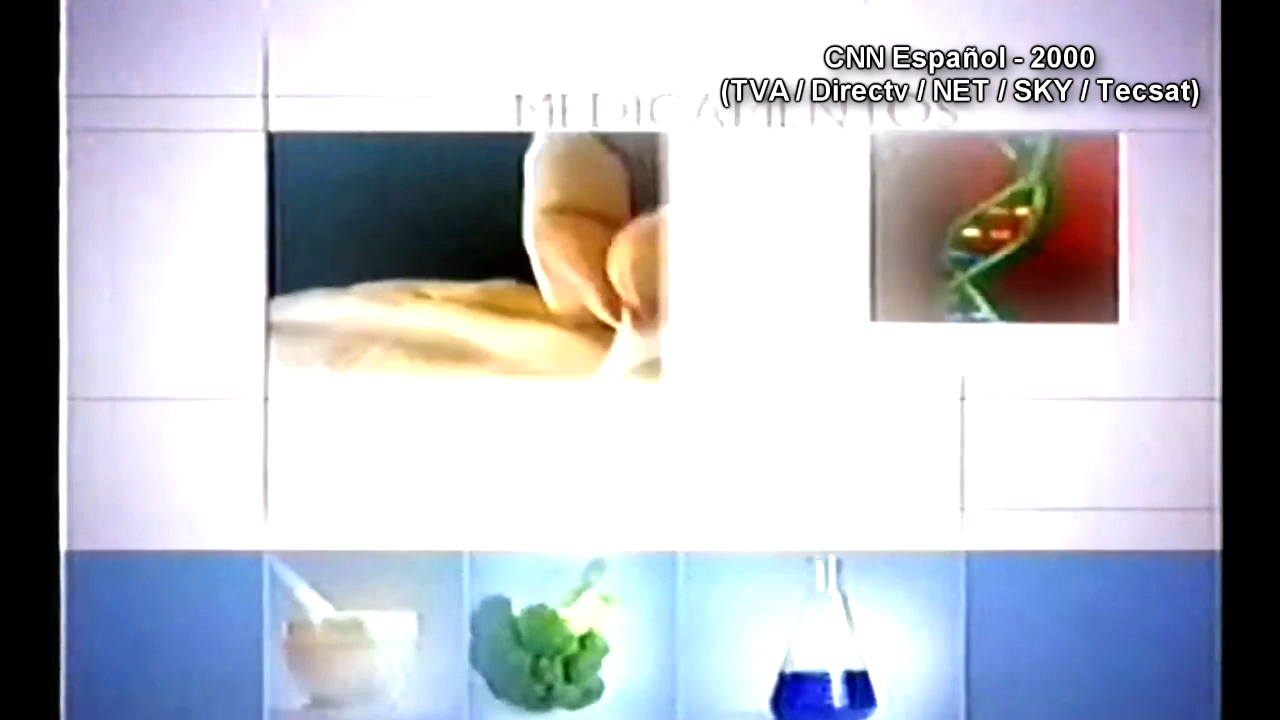 CNN Español - 2000
(TVA / Directv / NET / SKY / Tecsat)
MEDICAMENTOS